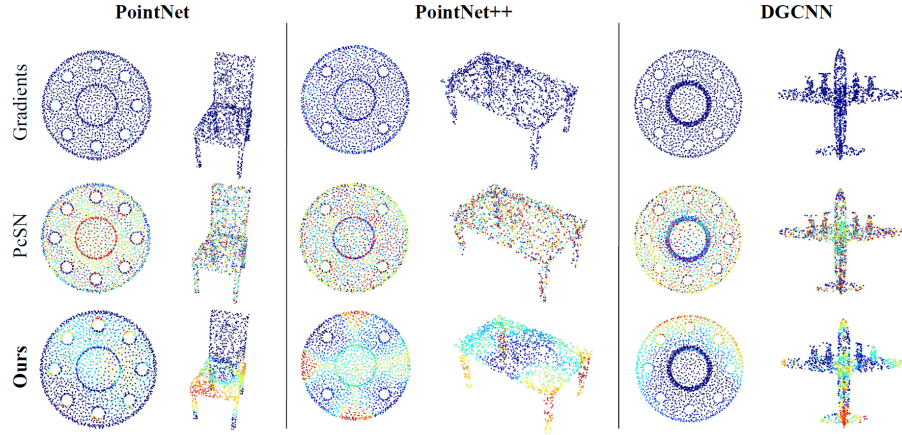 PointNet
PointNet++
DGCNN
Gradients
PcSN
Ours